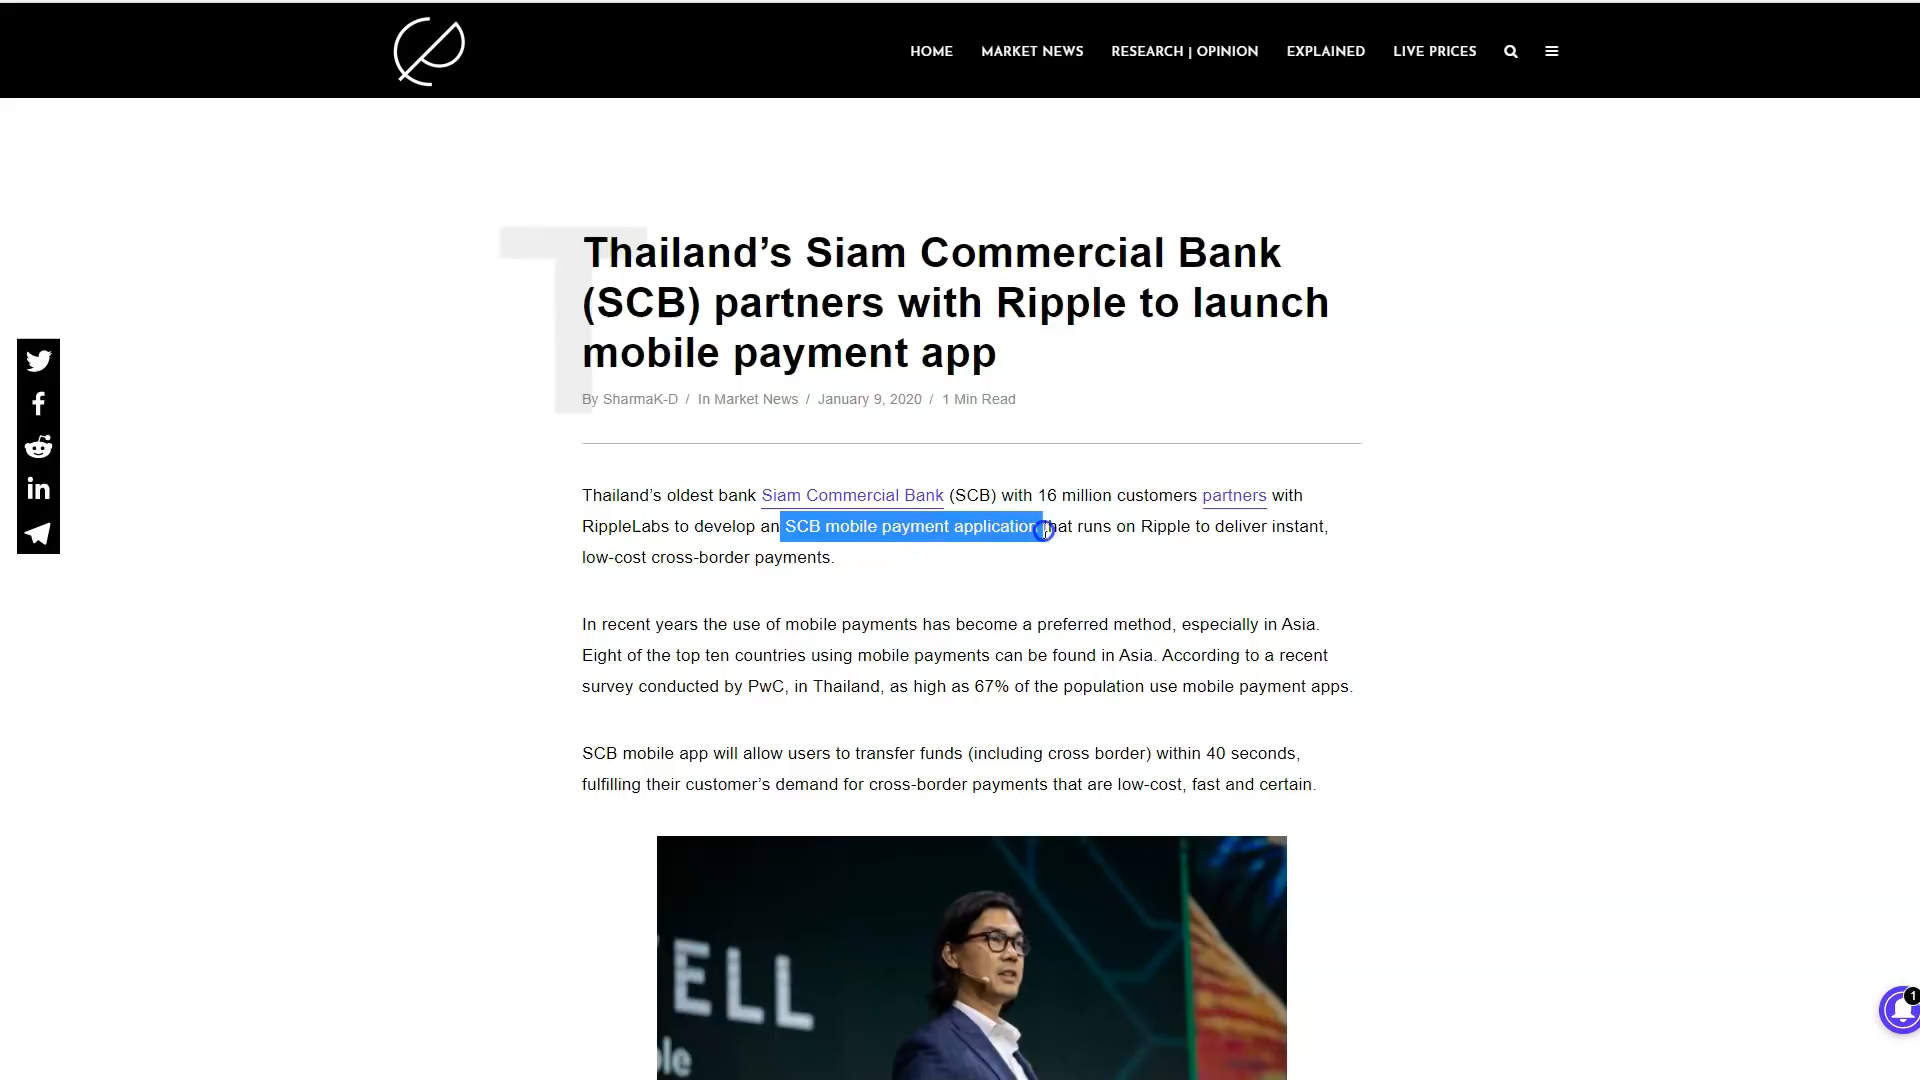 HOME MARKET NEWS RESEARCH | OPINION EXPLAINED LIVE PRICES
Thailand’s Siam Commercial Bank
(SCB) partners with Ripple to launch
mobile payment app
By SharmaK-D / In Market News / January 9, 2020 / 1 Min Read
Thailand’s oldest bank Siam Commercial Bank (SCB) with 16 million customers partners with
RippleLabs to develop an SCB mobile payment application that runs on Ripple to deliver instant,
low-cost cross-border payments.
In recent years the use of mobile payments has become a preferred method, especially in Asia.
Eight of the top ten countries using mobile payments can be found in Asia. According to a recent
survey conducted by PwC, in Thailand, as high as 67% of the population use mobile payment apps.
SCB mobile app will allow users to transfer funds (including cross border) within 40 seconds,
fulfilling their customer’s demand for cross-border payments that are low-cost, fast and certain.
ELL
ple
1